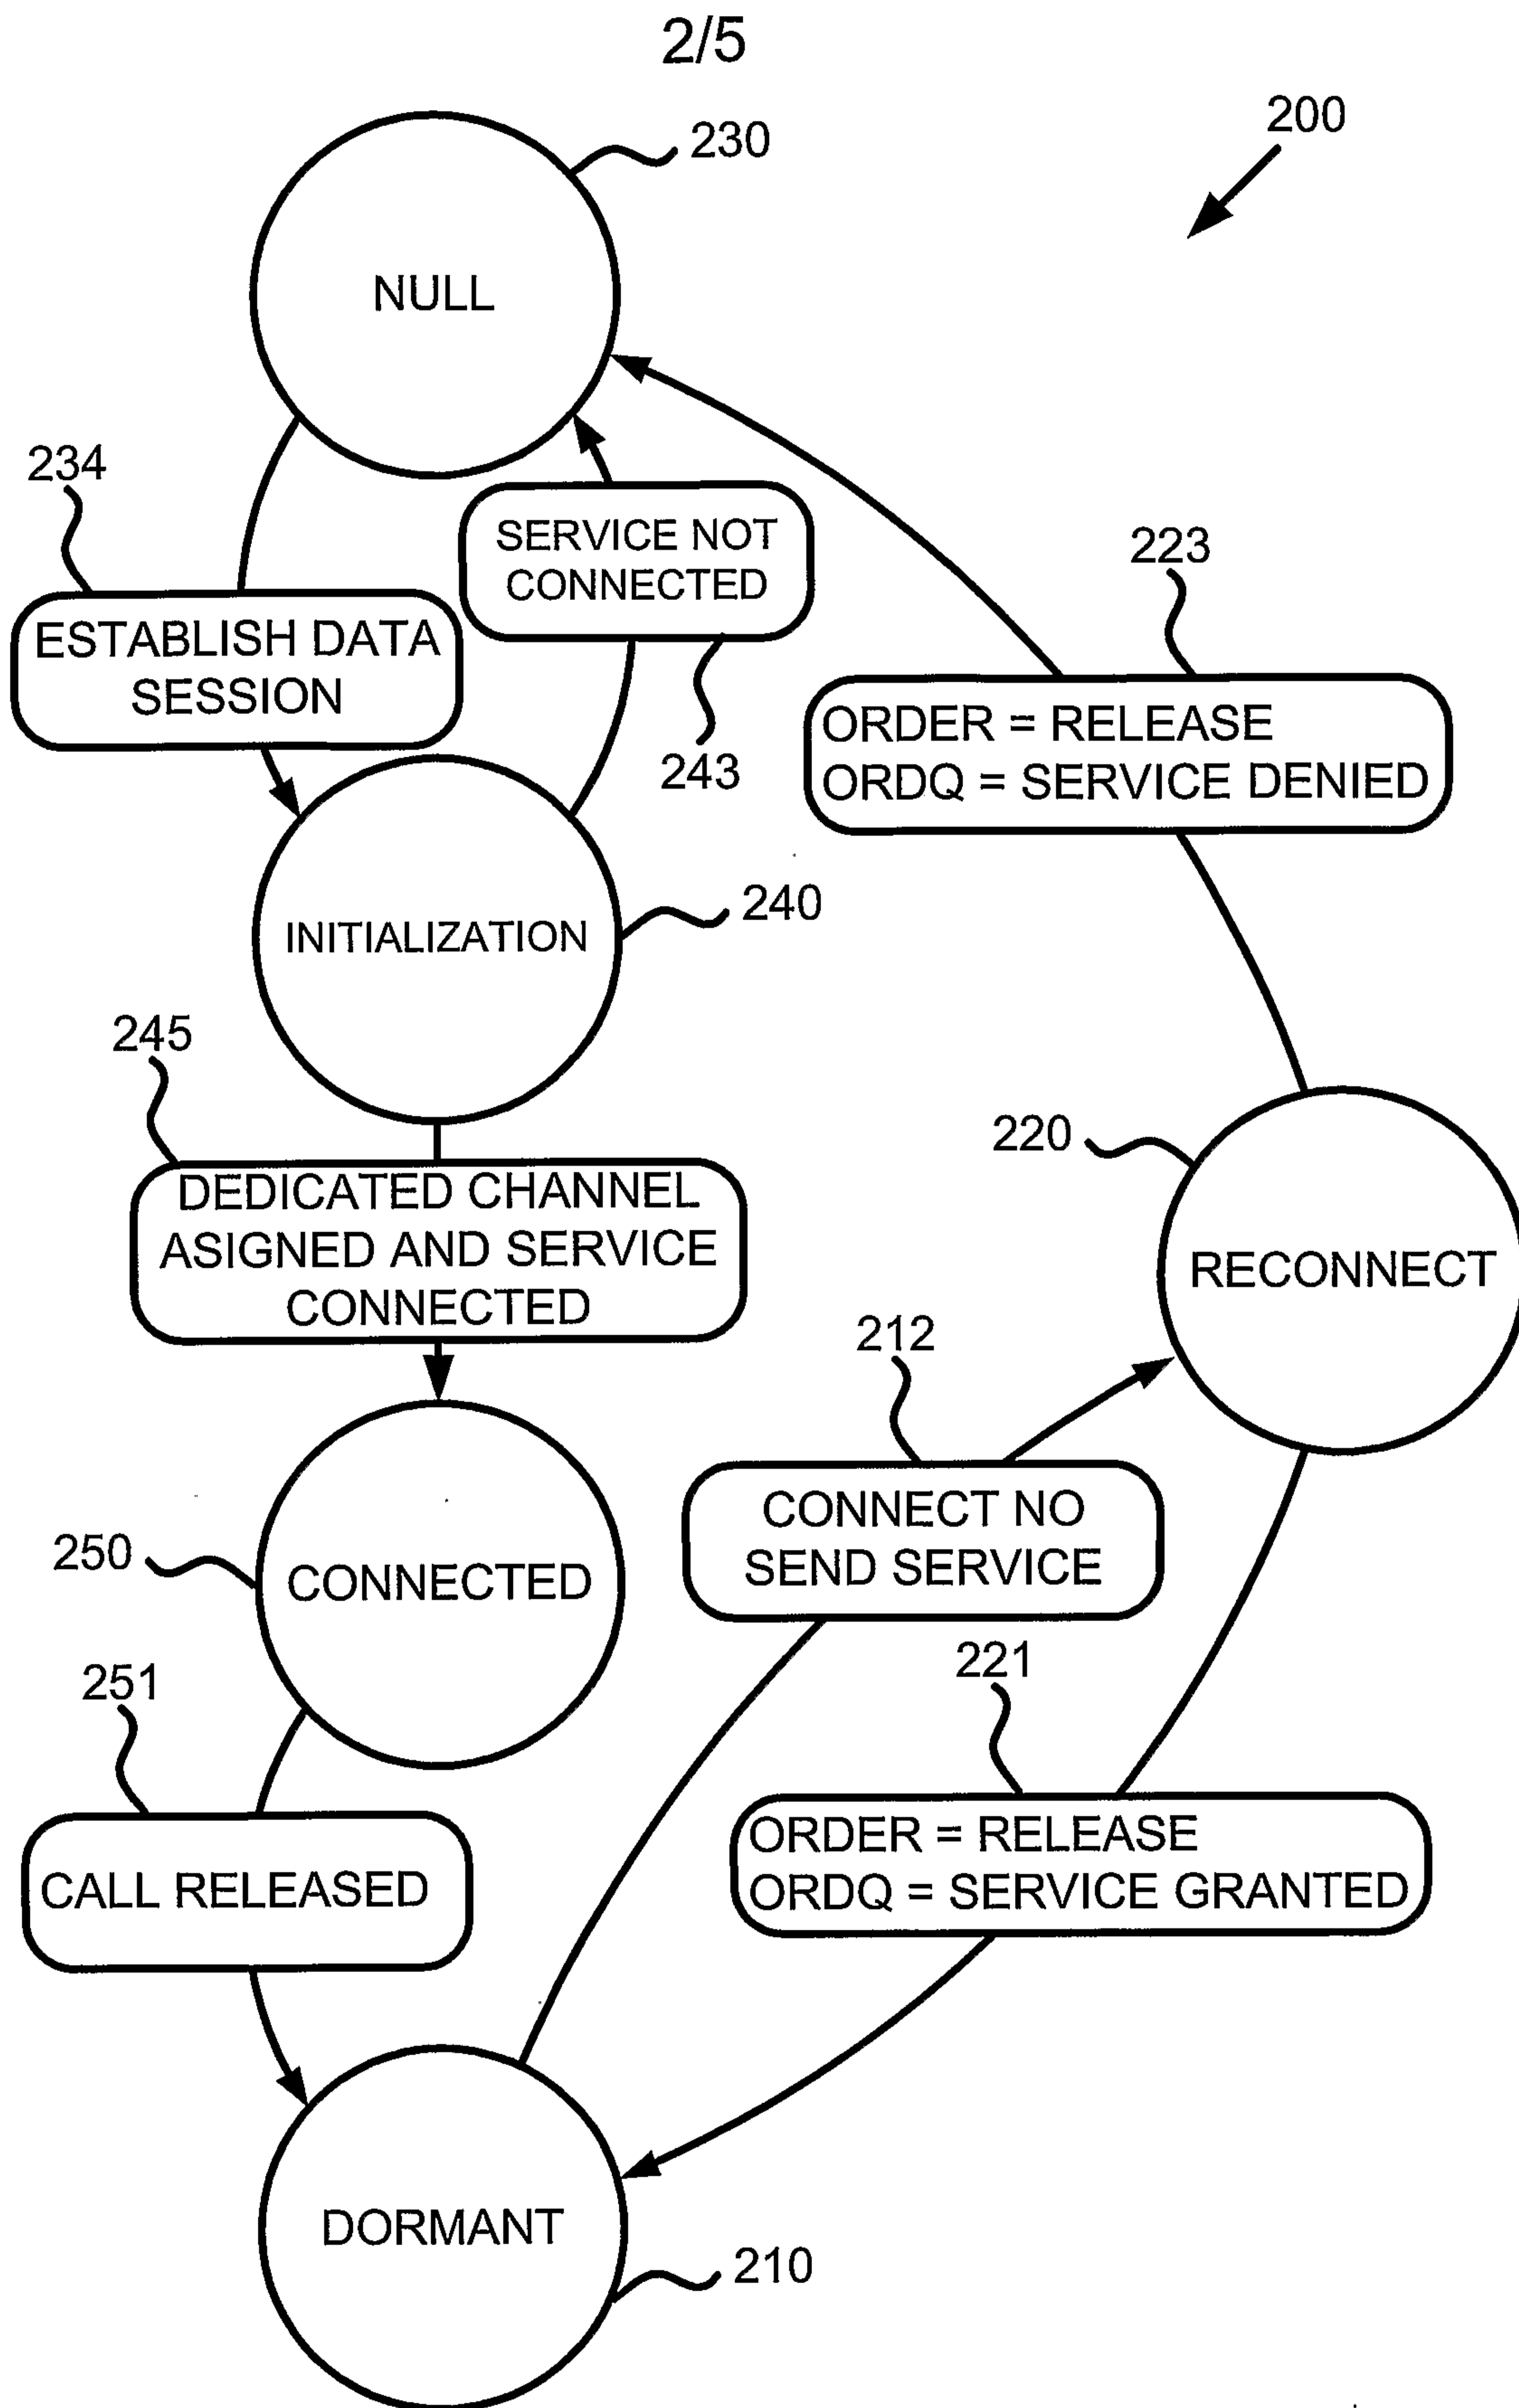 2/5
200
230
NULL
234
SERVICE NOT
CONNECTED
223
ESTABLISH DATA
SESSION
243
ORDER = RELEASE
ORDQ = SERVICE DENIED
240
INITIALIZATION
245
220
DEDICATED CHANNEL
ASIGNED AND SERVICE
CONNECTED
RECONNECT
212
CONNECT NO
SEND SERVICE
250
CONNECTED
251
221
ORDER = RELEASE
ORDQ = SERVICE GRANTED
CALL RELEASED
DORMANT
210